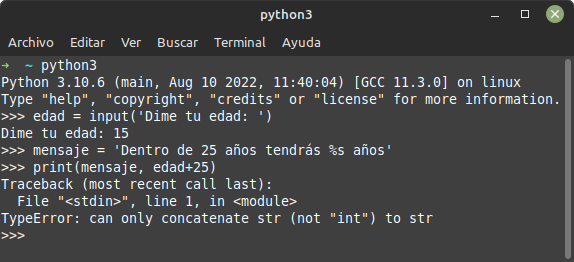 python3
Archivo Editar Ver Buscar Terminal Ayuda
➜ ~ python3
Python 3.10.6 (main, Aug 10 2022, 11:40:04) [GCC 11.3.0] on linux
Type "help", "copyright", "credits" or "license" for more information.
>>> edad = input('Dime tu edad: ')
Dime tu edad: 15
>>> mensaje = 'Dentro de 25 años tendrás %s años'
>>> print(mensaje, edad+25)
Traceback (most recent call last):
  File "<stdin>", line 1, in <module>
TypeError: can only concatenate str (not "int") to str
>>>